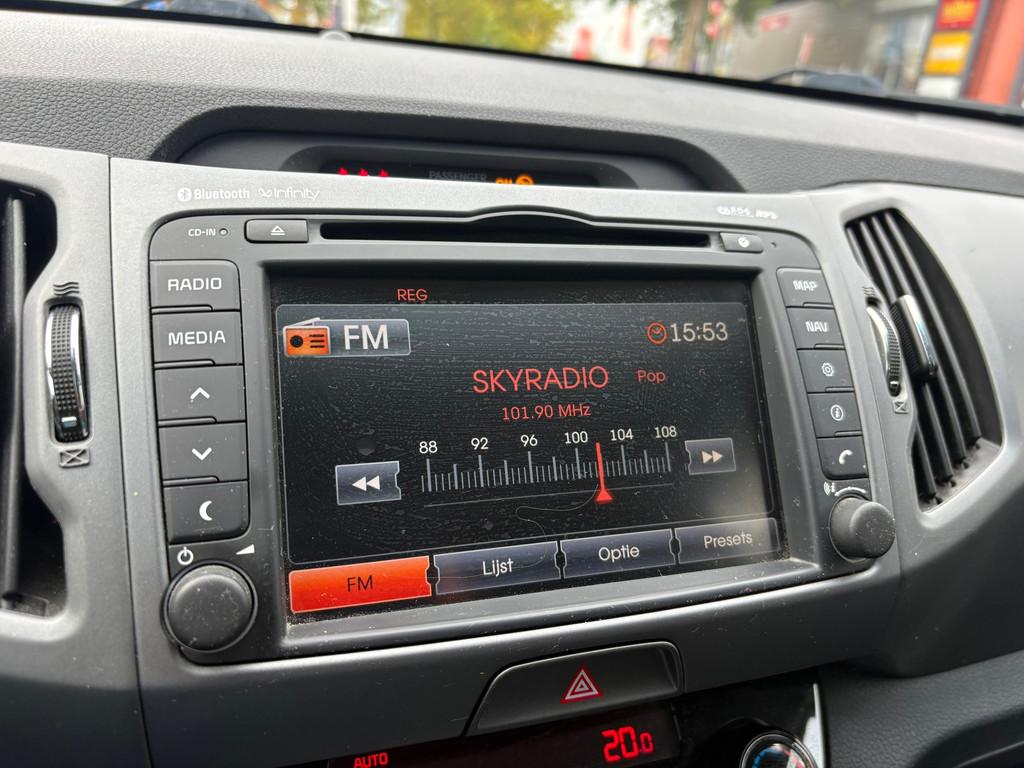 PASSENGER
Bluetooth infinity
CD-IN
RADIO
MEDIA
MAP
NAV
REG
FM
15:53
SKYRADIO Pop
101.90 MHz
88 92 96 100 104 108
FM Lijst Optie Presets
AUTO
20.0